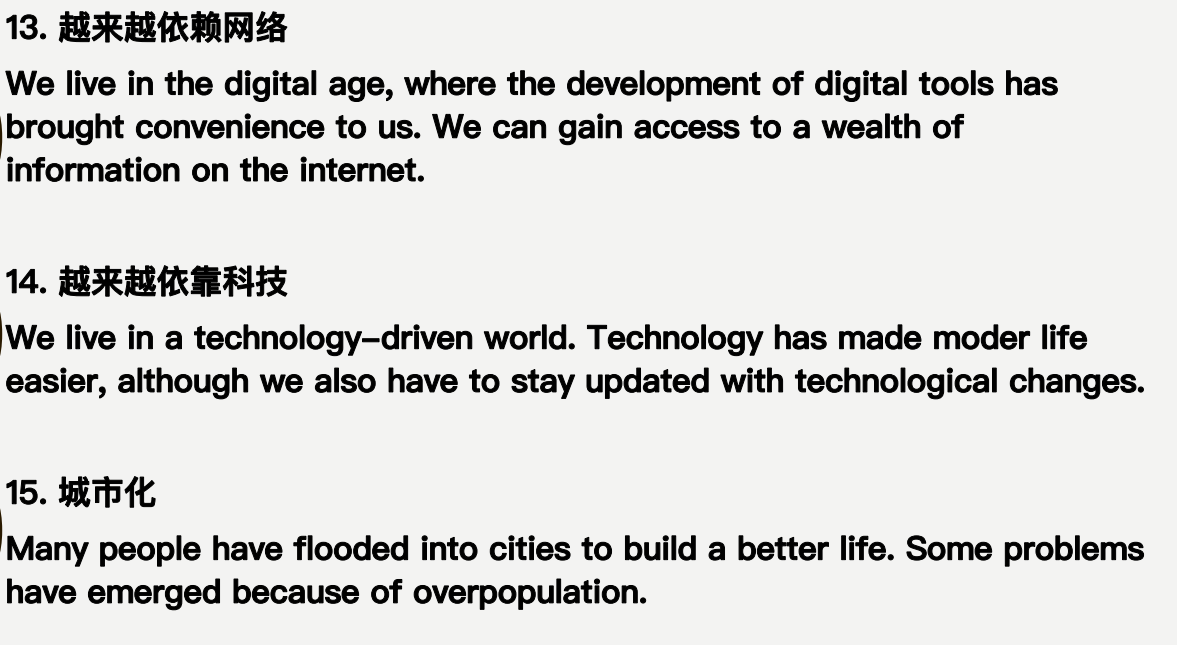 13. 越来越依赖网络
We live in the digital age, where the development of digital tools has
brought convenience to us. We can gain access to a wealth of
information on the internet.
14. 越来越依靠科技
We live in a technology–driven world. Technology has made moder life
easier, although we also have to stay updated with technological changes.
15. 城市化
Many people have flooded into cities to build a better life. Some problems
have emerged because of overpopulation.